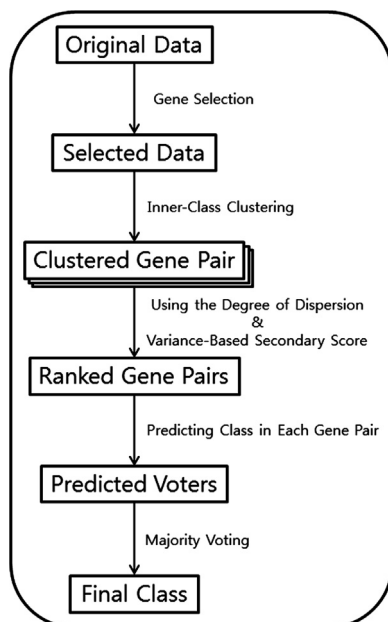 Original Data
Gene Selection
Selected Data
Inner-Class Clustering
Clustered Gene Pair
Using the Degree of Dispersion
&
Variance-Based Secondary Score
Ranked Gene Pairs
Predicting Class in Each Gene Pair
Predicted Voters
Majority Voting
Final Class